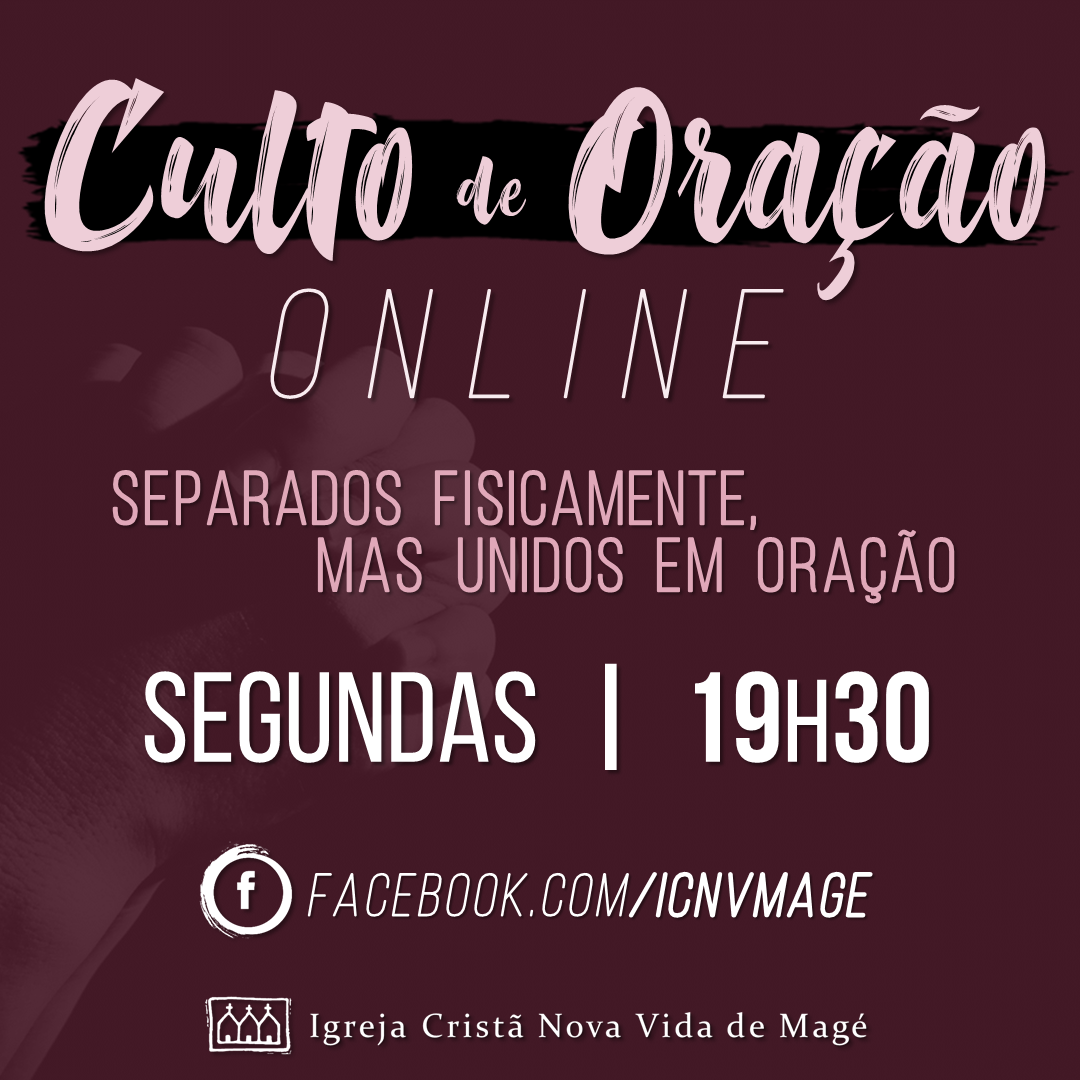 Culto de Oração
ONLINE
SEPARADOS FISICAMENTE,
MAS UNIDOS EM ORAÇÃO
SEGUNDAS | 19H30
f FACEBOOK.COM/ICNVMAGE
Igreja Cristã Nova Vida de Magé